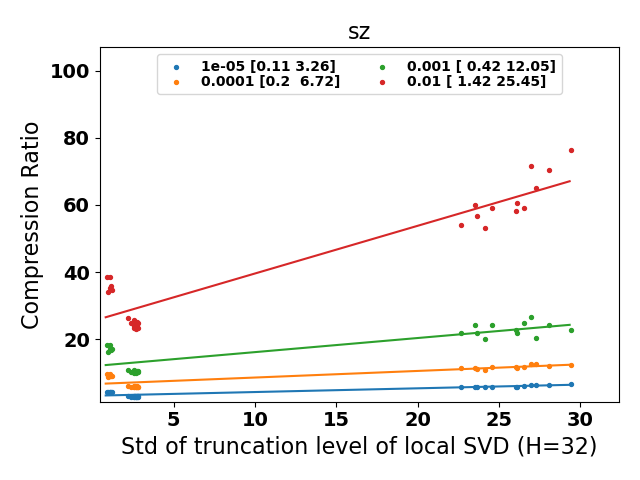 sz
1e-05 [0.11 3.26]
0.0001 [0.2  6.72]
0.001 [ 0.42 12.05]
0.01 [ 1.42 25.45]
Compression Ratio
100
80
60
40
20
5 10 15 20 25 30
Std of truncation level of local SVD (H=32)